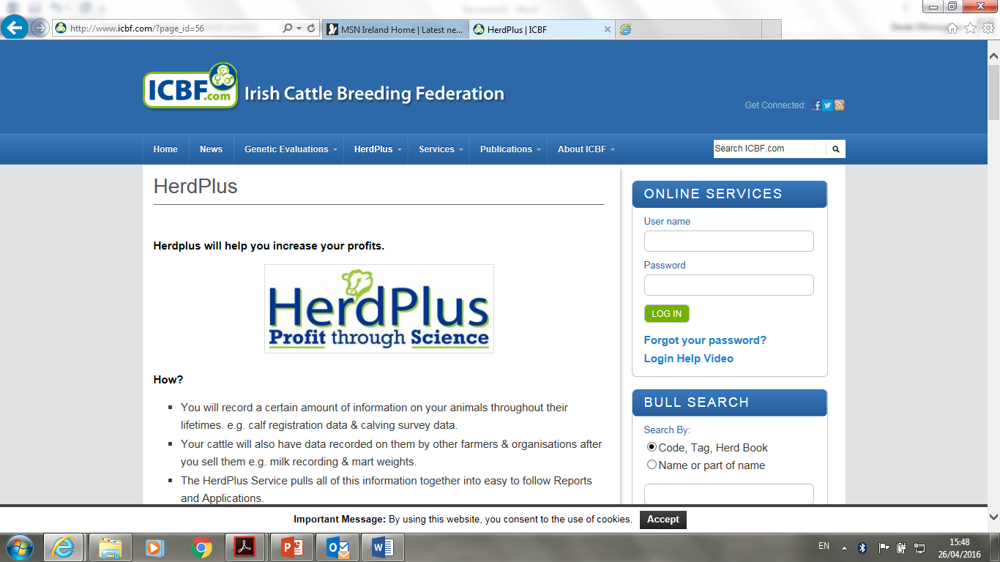 http://www.icbf.com/?page_id=56
MSN Ireland Home | Latest ne...
HerdPlus | ICBF
ICBF.com
Irish Cattle Breeding Federation
Get Connected:
Home News Genetic Evaluations HerdPlus Services Publications About ICBF
Search ICBF.com
HerdPlus
Herdplus will help you increase your profits.
HerdPlus
Profit through Science
How?
You will record a certain amount of information on your animals throughout their
lifetimes. e.g. calf registration data & calving survey data.
Your cattle will also have data recorded on them by other farmers & organisations after
you sell them e.g. milk recording & mart weights.
The HerdPlus Service pulls all of this information together into easy to follow Reports
and Applications.
ONLINE SERVICES
User name
Password
LOG IN
Forgot your password?
Login Help Video
BULL SEARCH
Search By:
Code, Tag, Herd Book
Name or part of name
Important Message: By using this website, you consent to the use of cookies.
Accept
EN
15:48
26/04/2016